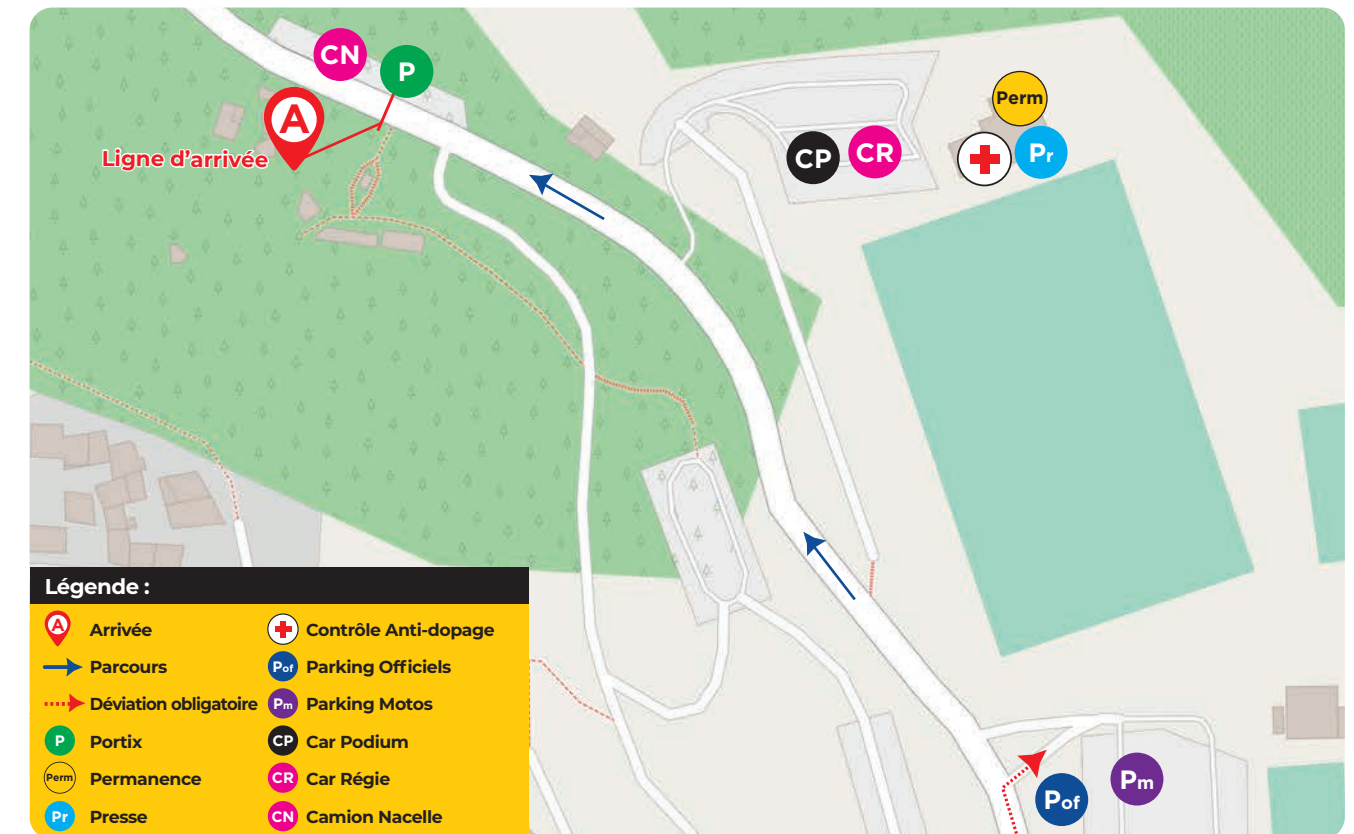 CN
P
A
Ligne d'arrivée
Perm
CP
CR
Pr
Légende :
A Arrivée
Parcours
Déviation obligatoire
P Portix
Perm Permanence
Pr Presse
Contrôle Anti-dopage
Pof Parking Officiels
Pm Parking Motos
CP Car Podium
CR Car Régie
CN Camion Nacelle
Pof
Pm